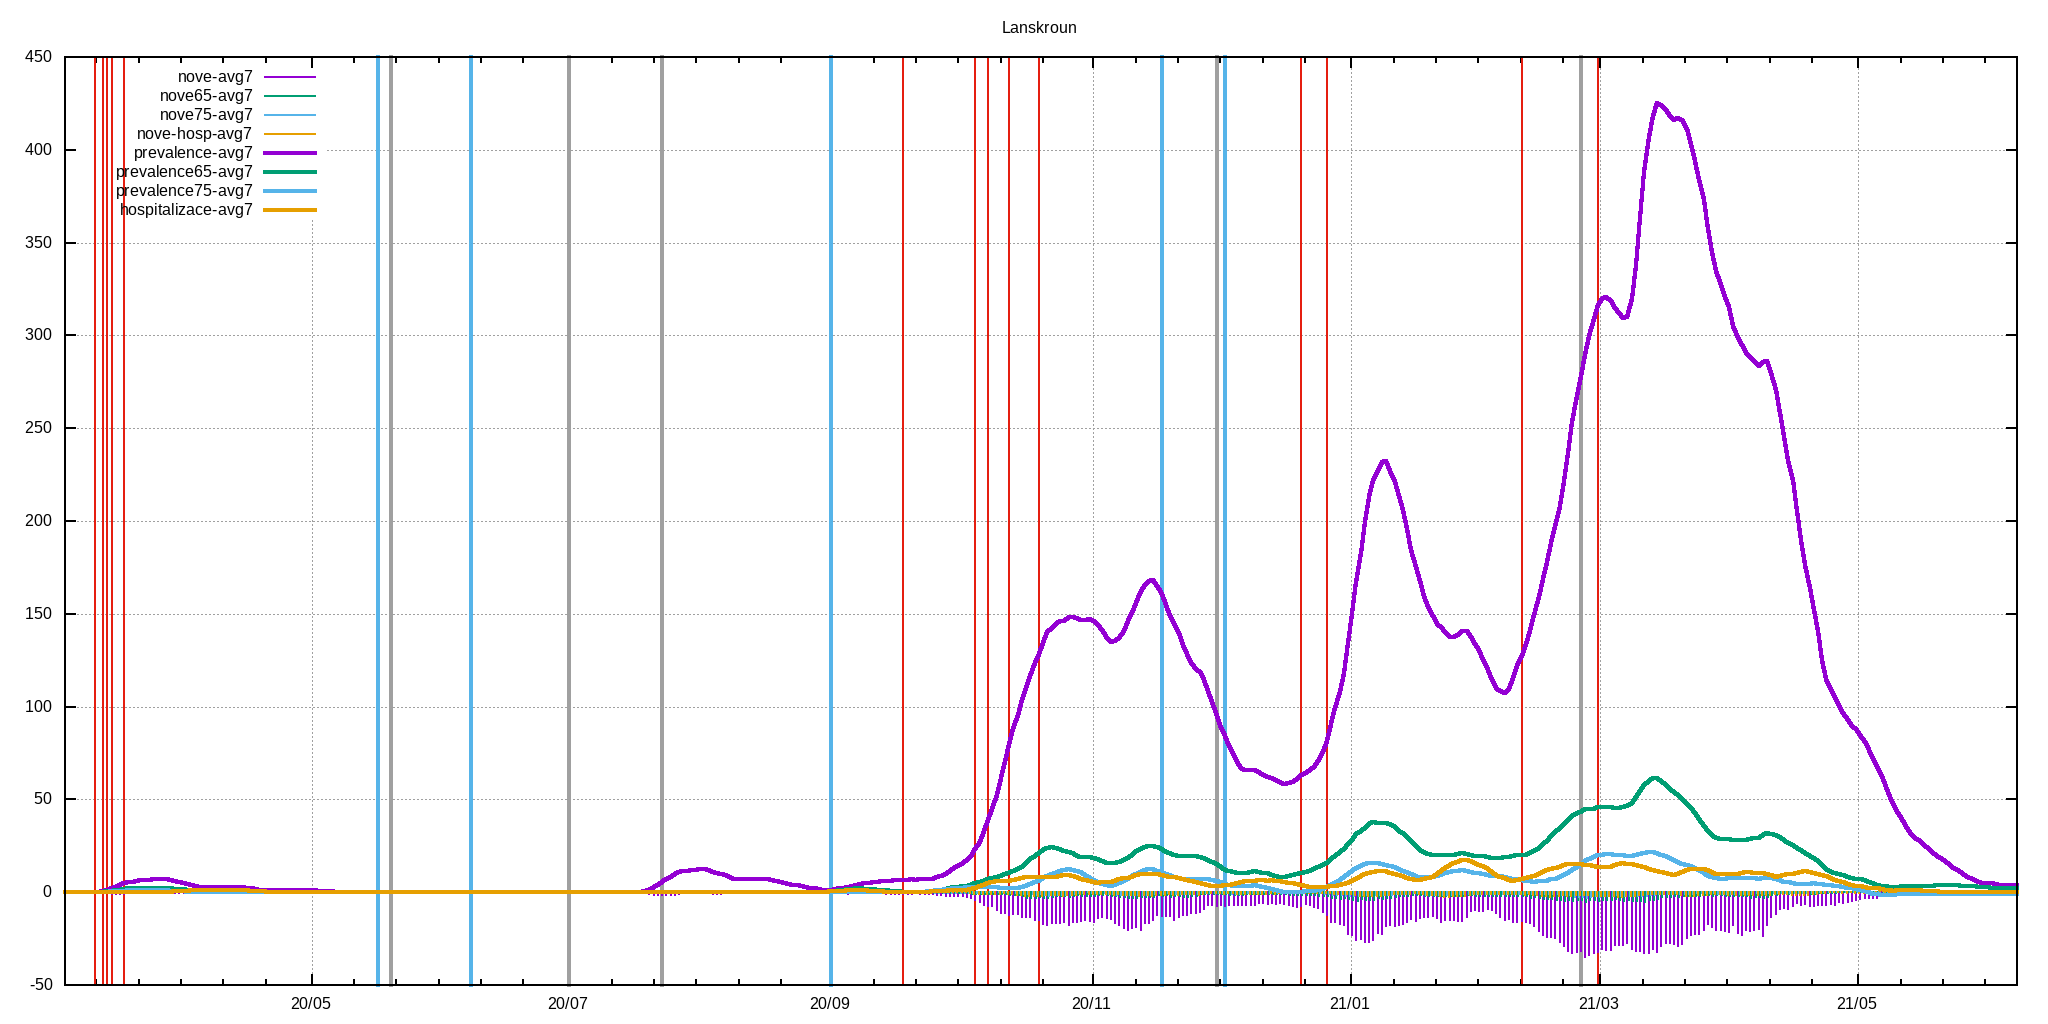 Lanskroun
450
400
350
300
250
200
150
100
50
0
-50
nove-avg7
nove65-avg7
nove75-avg7
nove-hosp-avg7
prevalence-avg7
prevalence65-avg7
prevalence75-avg7
hospitalizace-avg7
20/05 20/07 20/09 20/11 21/01 21/03 21/05